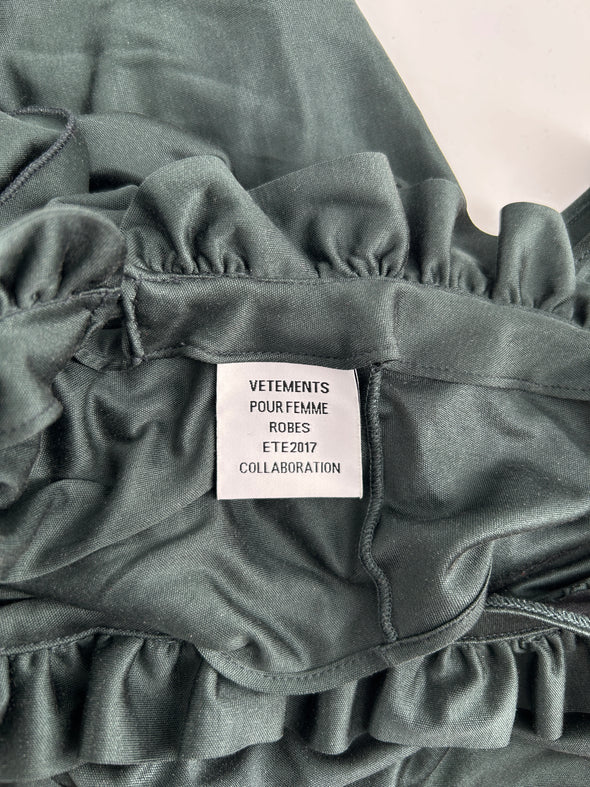 VETEMENTS
POUR FEMME
ROBES
ETE2017
COLLABORATION